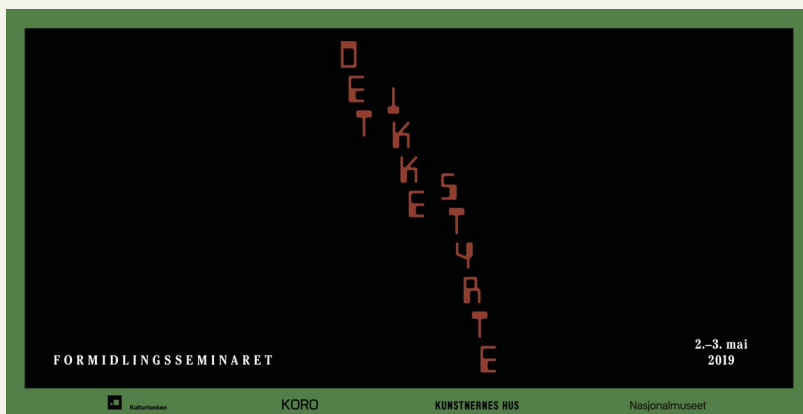 DET
IKKE
STYRTE
FORMIDLINGSSEMINARET
2.–3. mai
2019
Kulturtanken
KORO
KUNSTNERNES HUS
Nasjonalmuseet